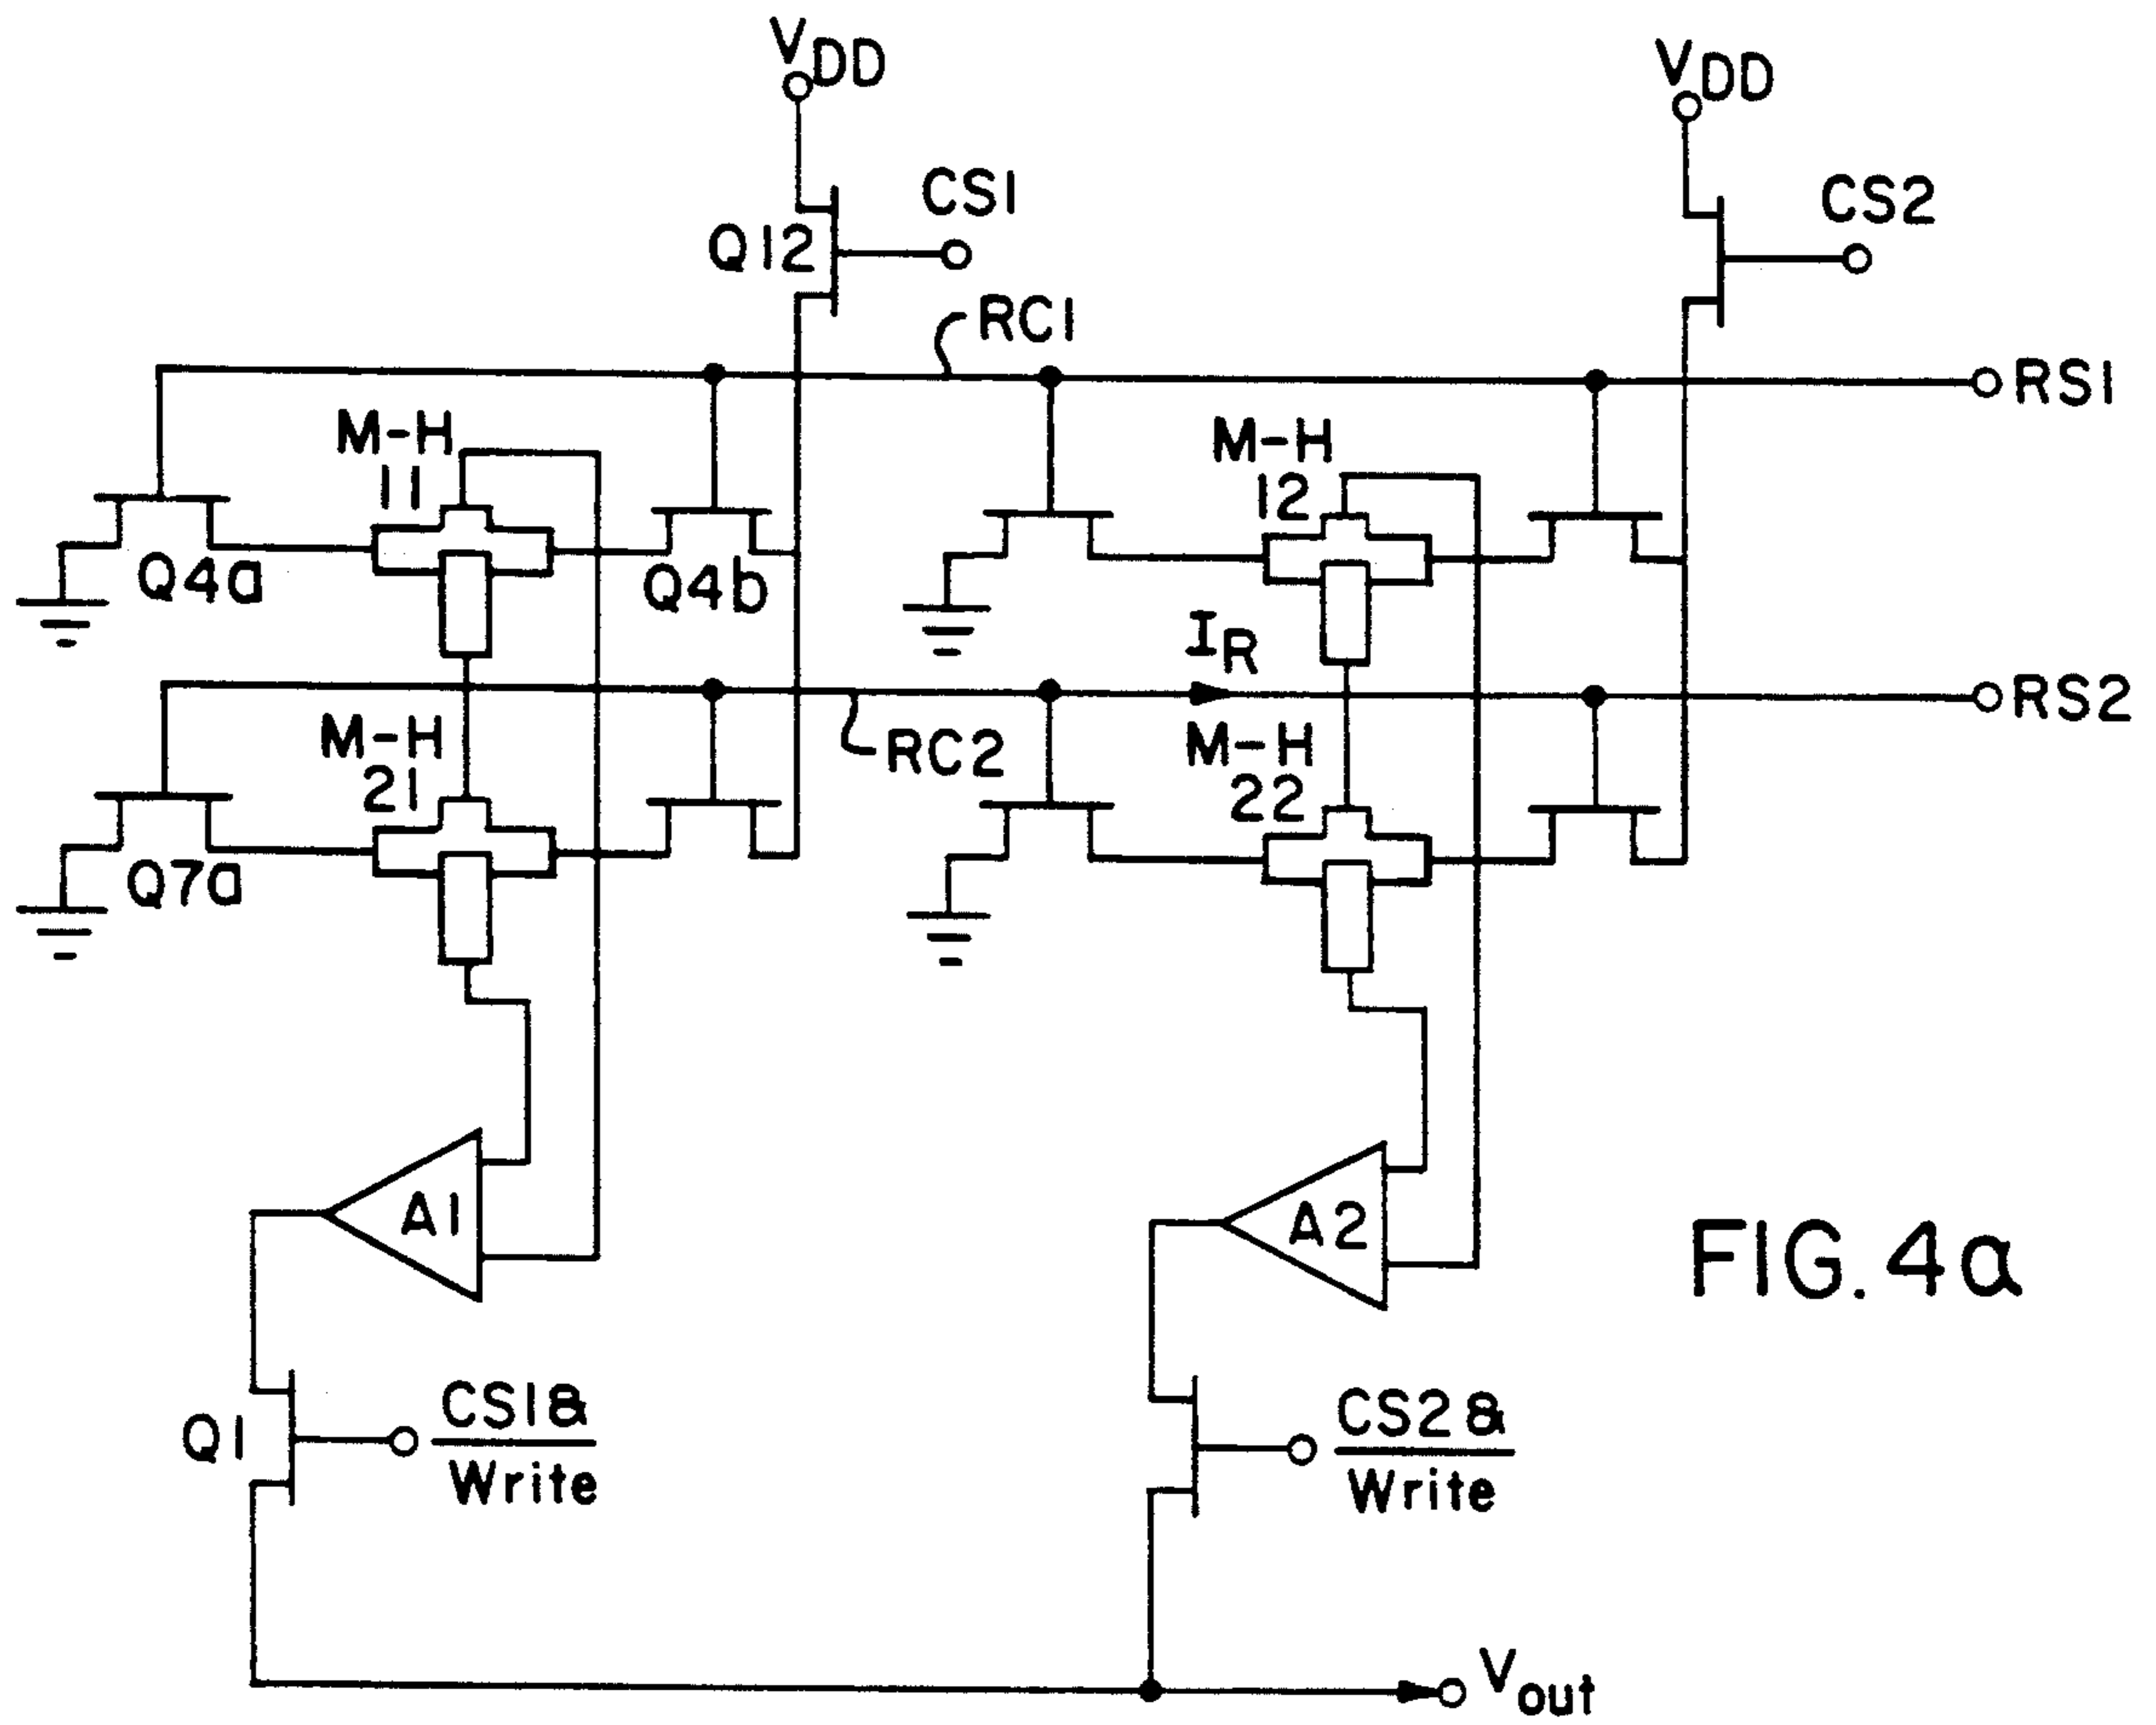 VDD
VDD
CS1
CS2
Q12
RC1
RS1
M-H
11
M-H
12
Q4a
Q4b
IR
RS2
M-H
21
RC2
M-H
22
Q7a
A1
A2
FIG. 4a
Q1
CS1&
Write
CS2&
Write
Vout